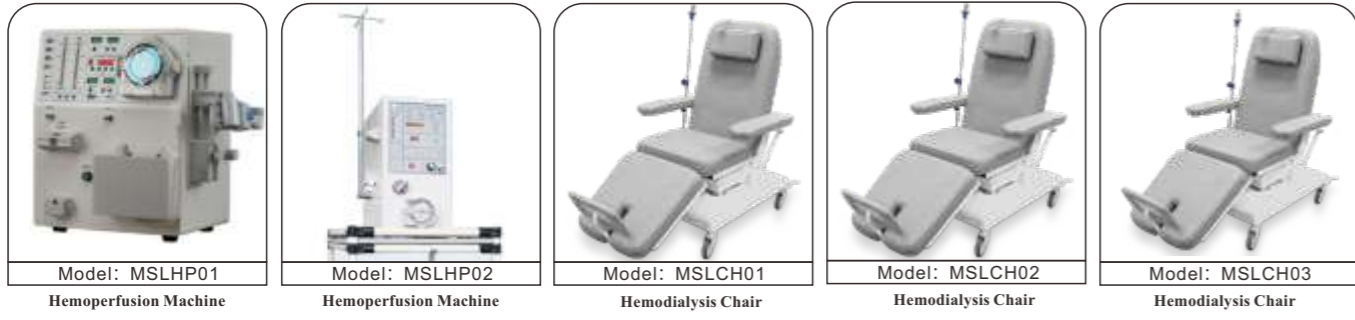 Model: MSLHP01
Hemoperfusion Machine
Model: MSLHP02
Hemoperfusion Machine
Model: MSLCH01
Hemodialysis Chair
Model: MSLCH02
Hemodialysis Chair
Model: MSLCH03
Hemodialysis Chair